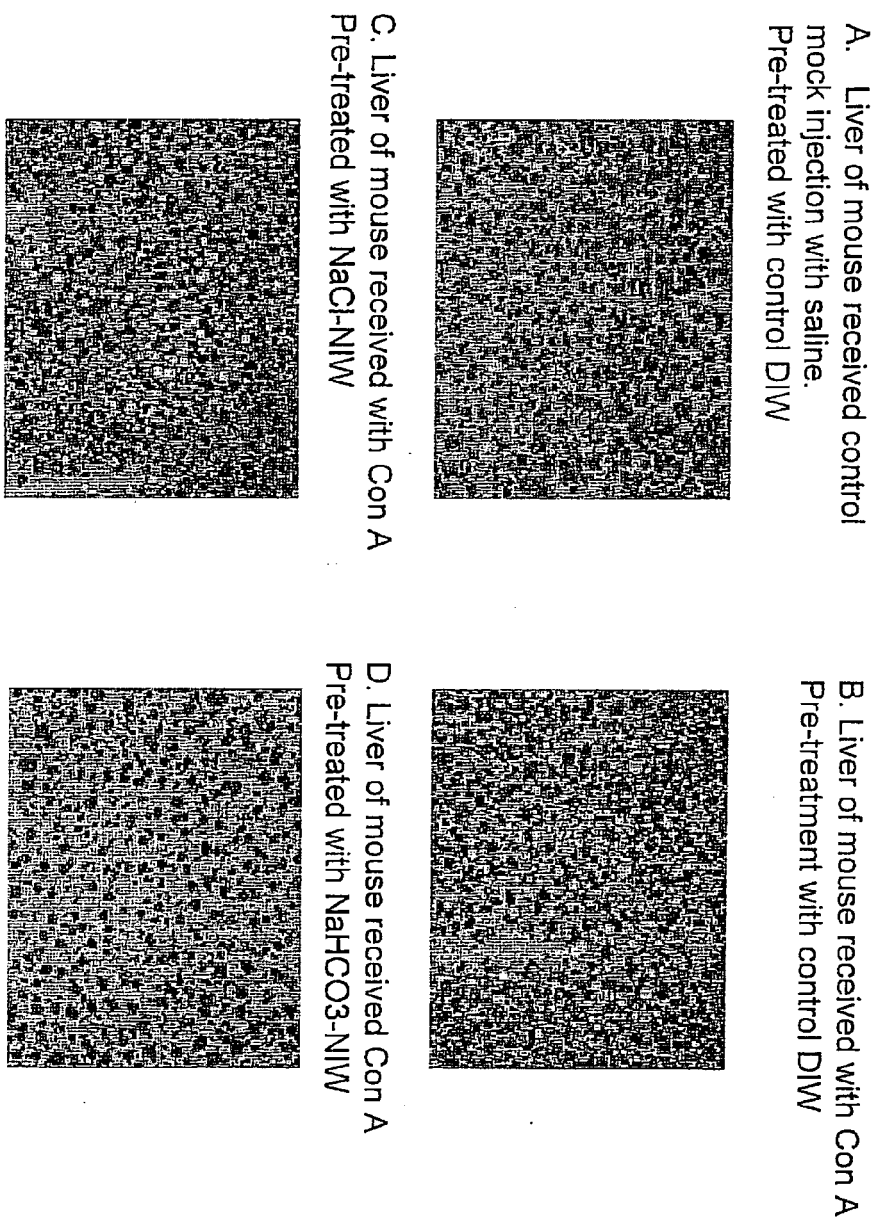 A. Liver of mouse received control
mock injection with saline.
Pre-treated with control DIW
B. Liver of mouse received with Con A
Pre-treatment with control DIW
C. Liver of mouse received with Con A
Pre-treated with NaCl-NIW
D. Liver of mouse received Con A
Pre-treated with NaHCO3-NIW